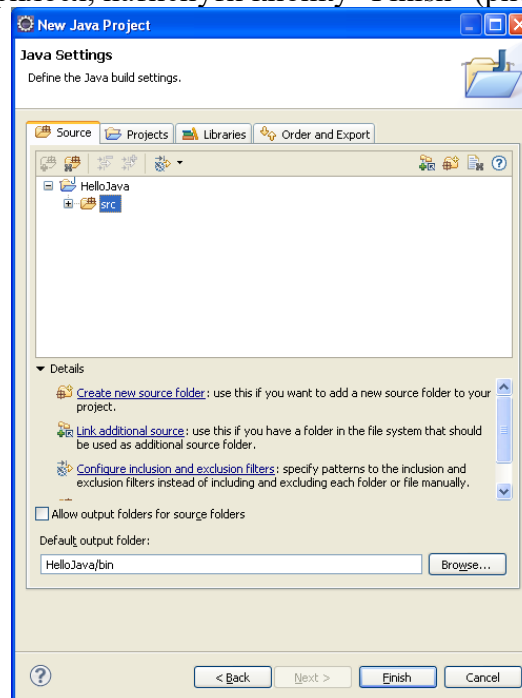 New Java Project
Java Settings
Define the Java build settings.
Source Projects Libraries Order and Export
HelloJava
src
Details
Create new source folder: use this if you want to add a new source folder to your
project.
Link additional source: use this if you have a folder in the file system that should
be used as additional source folder.
Configure inclusion and exclusion filters: specify patterns to the inclusion and
exclusion filters instead of including and excluding each folder or file manually.
Allow output folders for source folders
Default output folder:
HelloJava/bin
Browse...
< Back Next > Finish Cancel